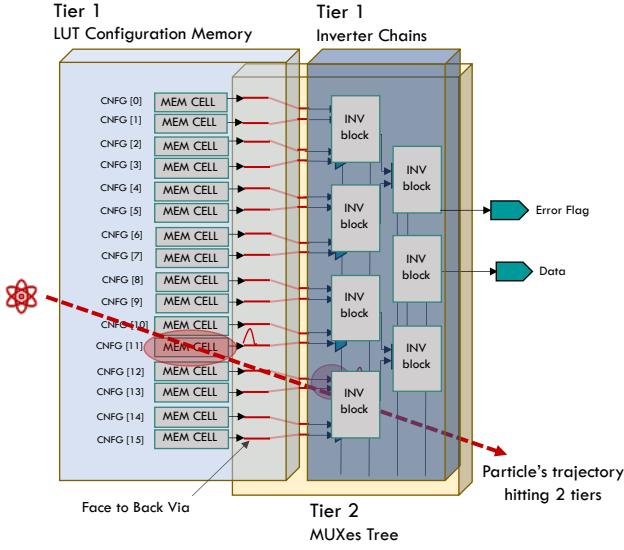 Tier 1
LUT Configuration Memory
Tier 1
Inverter Chains
CNFG [0] MEM CELL
CNFG [1] MEM CELL
CNFG [2] MEM CELL
CNFG [3] MEM CELL
CNFG [4] MEM CELL
CNFG [5] MEM CELL
CNFG [6] MEM CELL
CNFG [7] MEM CELL
CNFG [8] MEM CELL
CNFG [9] MEM CELL
CNFG [10] MEM CELL
CNFG [11] MEM CELL
CNFG [12] MEM CELL
CNFG [13] MEM CELL
CNFG [14] MEM CELL
CNFG [15] MEM CELL
INV
block
INV
block
INV
block
INV
block
INV
block
INV
block
INV
block
Error Flag
Data
Particle's trajectory
hitting 2 tiers
Face to Back Via
Tier 2
MUXes Tree